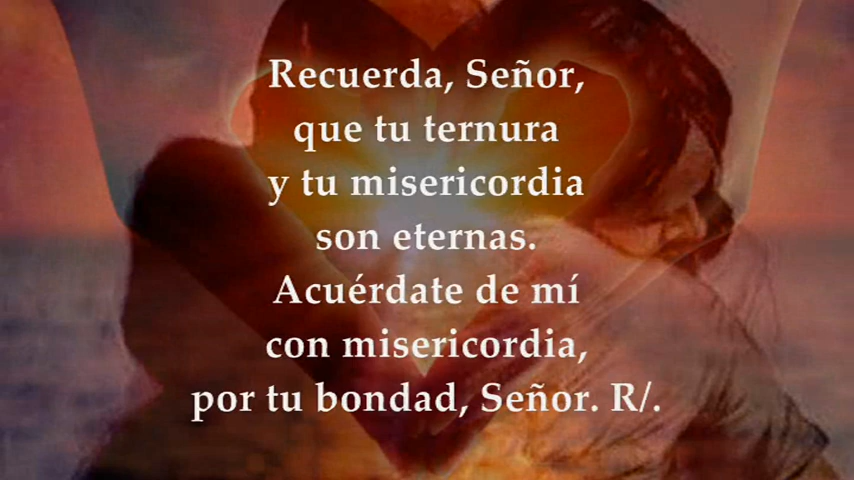 Recuerda, Señor,
que tu ternura
y tu misericordia
son eternas.
Acuérdate de mí
con misericordia,
por tu bondad, Señor. R/.